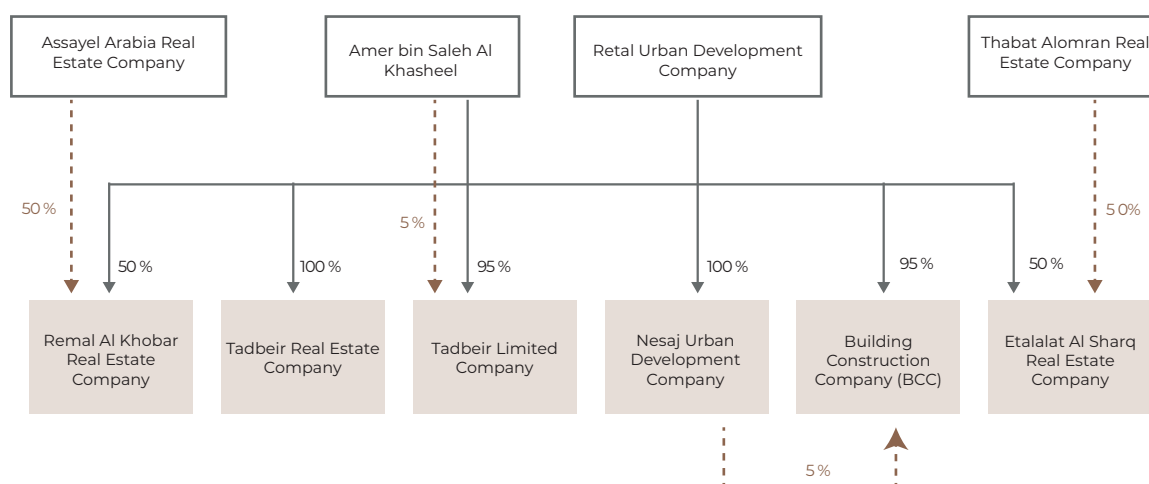 Assayel Arabia Real
Estate Company
Amer bin Saleh Al
Khasheel
Retal Urban Development
Company
Thabat Alomran Real
Estate Company
50 %
5 %
5 0%
50 %
100 %
95 %
100 %
95 %
50 %
Remal Al Khobar
Real Estate
Company
Tadbeir Real Estate
Company
Tadbeir Limited
Company
Nesaj Urban
Development
Company
Building
Construction
Company (BCC)
Etalalat Al Sharq
Real Estate
Company
5 %